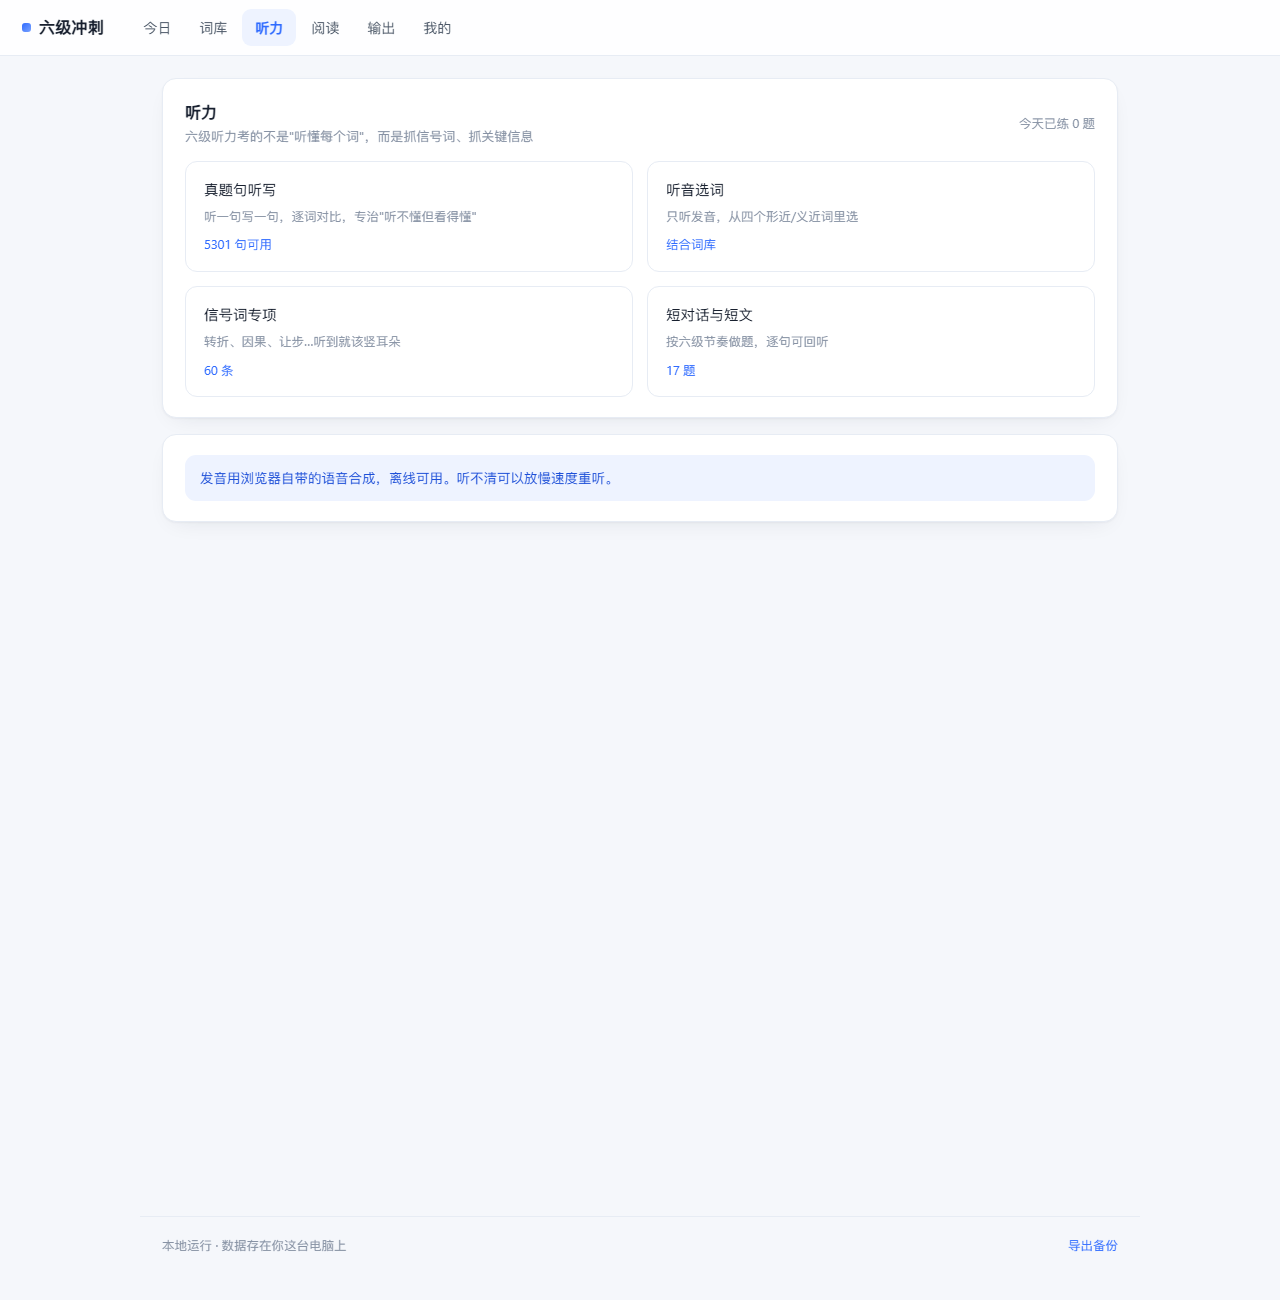 六级冲刺 今日 词库 听力 阅读 输出 我的
听力
六级听力考的不是"听懂每个词"，而是抓信号词、抓关键信息
今天已练 0 题
真题句听写
听一句写一句，逐词对比，专治"听不懂但看得懂"
5301 句可用
听音选词
只听发音，从四个形近/义近词里选
结合词库
信号词专项
转折、因果、让步…听到就该竖耳朵
60 条
短对话与短文
按六级节奏做题，逐句可回听
17 题
发音用浏览器自带的语音合成，离线可用。听不清可以放慢速度重听。
本地运行 · 数据存在你这台电脑上
导出备份